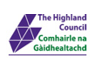 The Highland
Council
Comhairle na
Gàidhealtachd